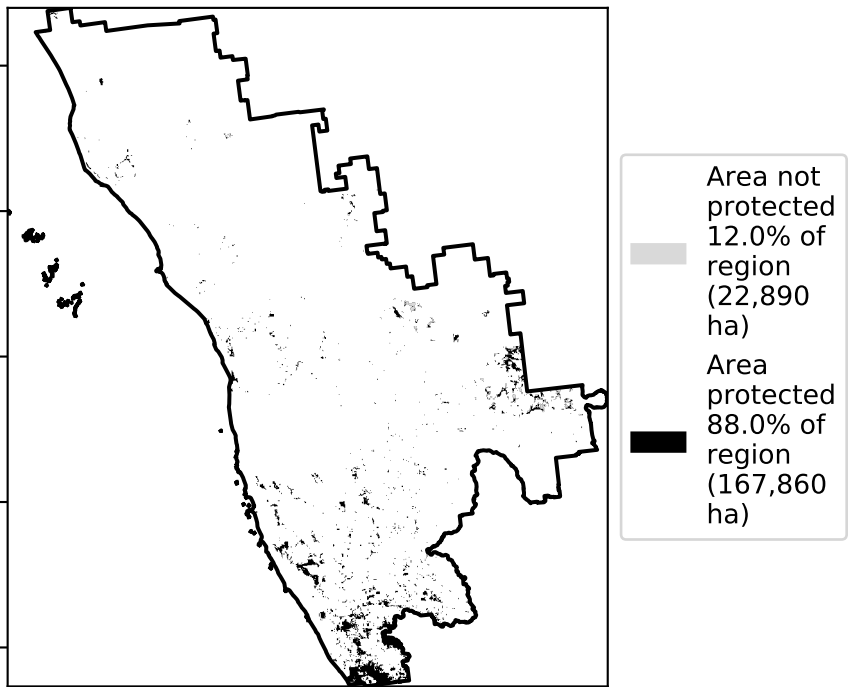 Area not
protected
12.0% of
region
(22,890
ha)
Area
protected
88.0% of
region
(167,860
ha)